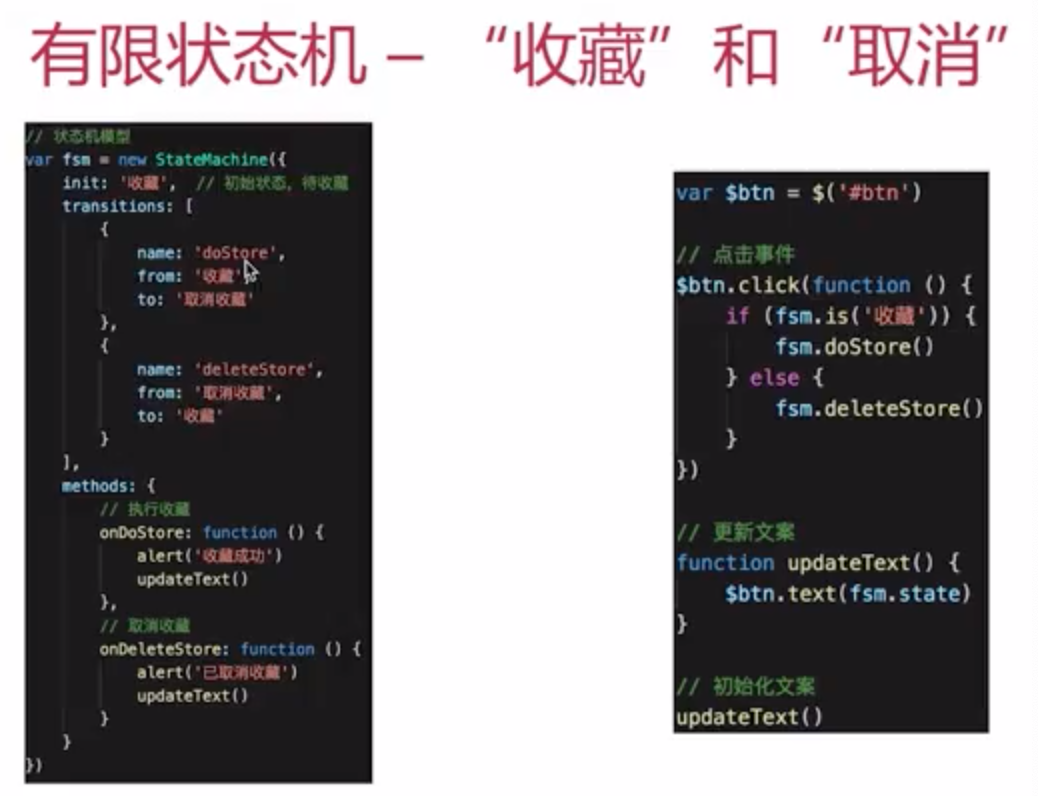 有限状态机 – “收藏” 和 “取消”
// 状态机模型
var fsm = new StateMachine({
    init: '收藏',  // 初始状态，待收藏
    transitions: [
        {
            name: 'doStore',
            from: '收藏',
            to: '取消收藏'
        },
        {
            name: 'deleteStore',
            from: '取消收藏',
            to: '收藏'
        }
    ],
    methods: {
        // 执行收藏
        onDoStore: function () {
            alert('收藏成功')
            updateText()
        },
        // 取消收藏
        onDeleteStore: function () {
            alert('已取消收藏')
            updateText()
        }
    }
})
var $btn = $('#btn')
// 点击事件
$btn.click(function () {
    if (fsm.is('收藏')) {
        fsm.doStore()
    } else {
        fsm.deleteStore()
    }
})
// 更新文案
function updateText() {
    $btn.text(fsm.state)
}
// 初始化文案
updateText()